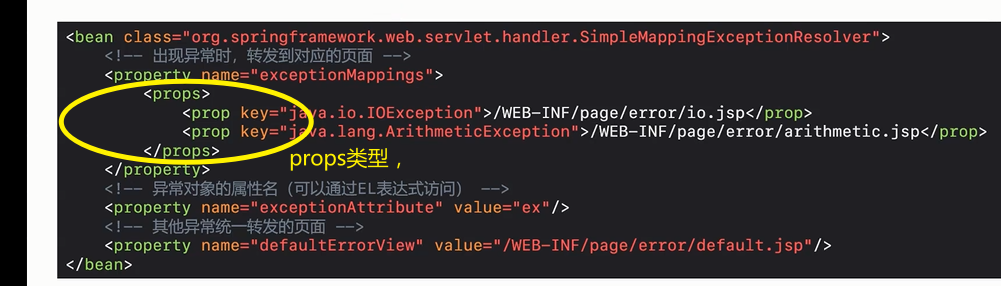 <bean class="org.springframework.web.servlet.handler.SimpleMappingExceptionResolver">
<!-- 出现异常时，转发到对应的页面 -->
<property name="exceptionMappings">
<props>
<prop key="java.io.IOException">/WEB-INF/page/error/io.jsp</prop>
<prop key="java.lang.ArithmeticException">/WEB-INF/page/error/arithmetic.jsp</prop>
</props>
props类型，
</property>
<!-- 异常对象的属性名（可以通过EL表达式访问） -->
<property name="exceptionAttribute" value="ex"/>
<!-- 其他异常统一转发的页面 -->
<property name="defaultErrorView" value="/WEB-INF/page/error/default.jsp"/>
</bean>